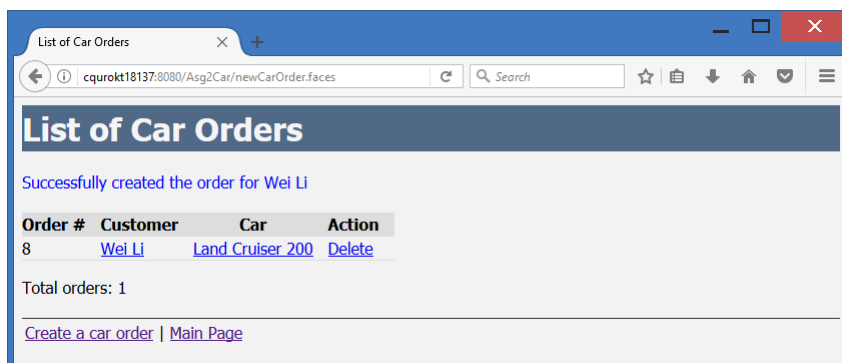 List of Car Orders
cqurokt18137:8080/Asg2Car/newCarOrder.faces Search
List of Car Orders
Successfully created the order for Wei Li
Order # Customer Car Action
8 Wei Li Land Cruiser 200 Delete
Total orders: 1
Create a car order | Main Page